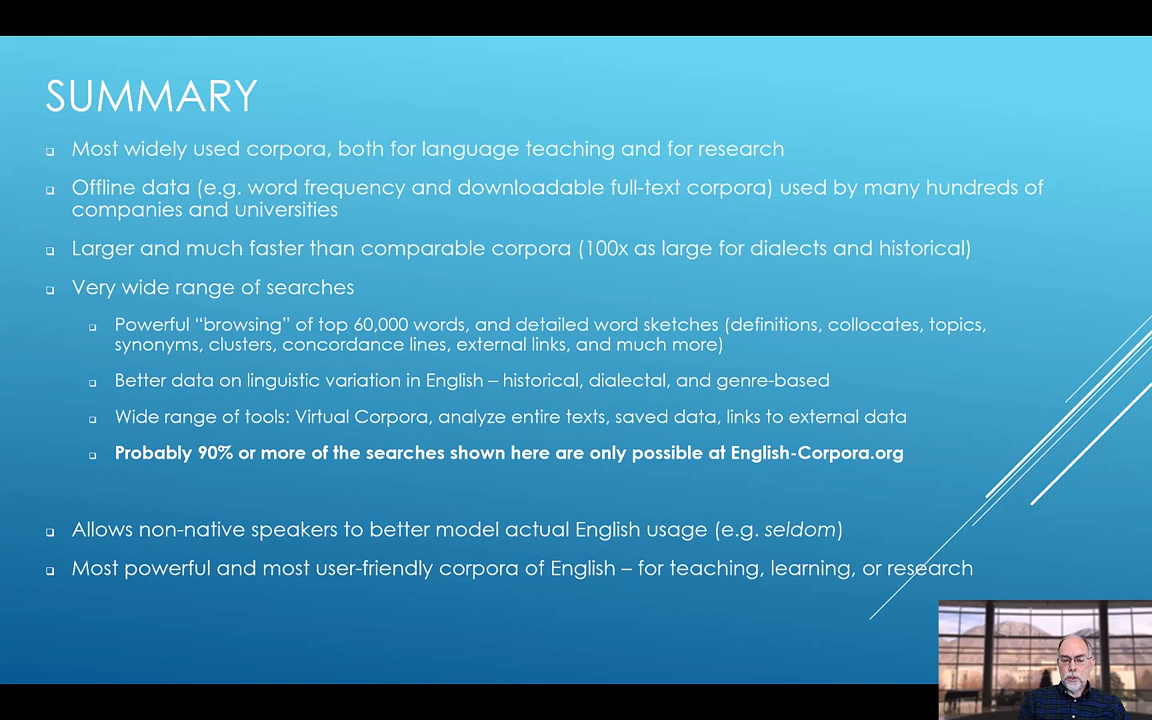 SUMMARY
Most widely used corpora, both for language teaching and for research
Offline data (e.g. word frequency and downloadable full-text corpora) used by many hundreds of
companies and universities
Larger and much faster than comparable corpora (100x as large for dialects and historical)
Very wide range of searches
Powerful “browsing” of top 60,000 words, and detailed word sketches (definitions, collocates, topics,
synonyms, clusters, concordance lines, external links, and much more)
Better data on linguistic variation in English – historical, dialectal, and genre-based
Wide range of tools: Virtual Corpora, analyze entire texts, saved data, links to external data
Probably 90% or more of the searches shown here are only possible at English-Corpora.org
Allows non-native speakers to better model actual English usage (e.g. seldom)
Most powerful and most user-friendly corpora of English – for teaching, learning, or research